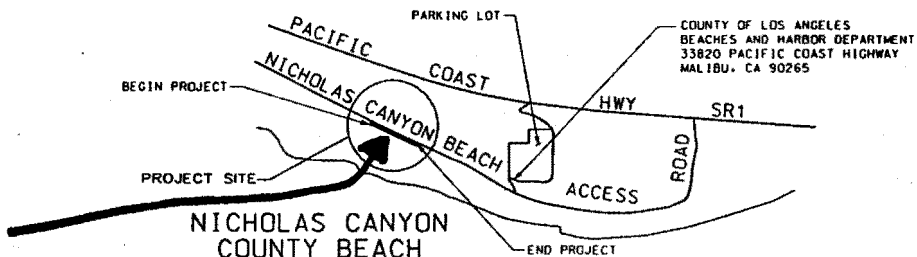 PARKING LOT
COUNTY OF LOS ANGELES
BEACHES AND HARBOR DEPARTMENT
33820 PACIFIC COAST HIGHWAY
MALIBU, CA 90265
PACIFIC COAST HWY SR1
BEGIN PROJECT
NICHOLAS CANYON BEACH ACCESS ROAD
PROJECT SITE
NICHOLAS CANYON
COUNTY BEACH
END PROJECT